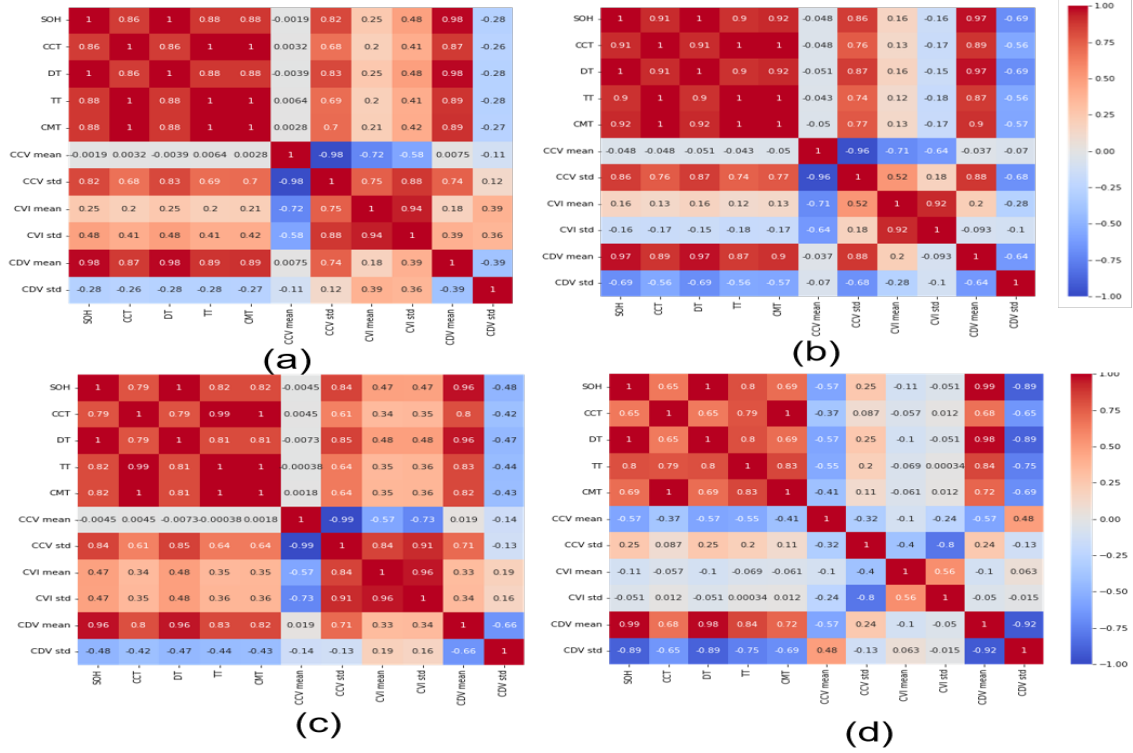 SOH 1 0.86 1 0.88 0.88 -0.0019 0.82 0.25 0.48 0.98 -0.28
CCT 0.86 1 0.86 1 1 0.0032 0.68 0.2 0.41 0.87 -0.26
DT 1 0.86 1 0.88 0.88 -0.0039 0.83 0.25 0.48 0.98 -0.28
TT 0.88 1 0.88 1 1 0.0064 0.69 0.2 0.41 0.89 -0.28
CMT 0.88 1 0.88 1 1 0.0028 0.7 0.21 0.42 0.89 -0.27
CCV mean -0.0019 0.0032 -0.0039 0.0064 0.0028 1 -0.98 -0.72 -0.58 0.0075 -0.11
CCV std 0.82 0.68 0.83 0.69 0.7 -0.98 1 0.75 0.88 0.74 0.12
CVI mean 0.25 0.2 0.25 0.2 0.21 -0.72 0.75 1 0.94 0.18 0.39
CVI std 0.48 0.41 0.48 0.41 0.42 -0.58 0.88 0.94 1 0.39 0.36
CDV mean 0.98 0.87 0.98 0.89 0.89 0.0075 0.74 0.18 0.39 1 -0.39
CDV std -0.28 -0.26 -0.28 -0.28 -0.27 -0.11 0.12 0.39 0.36 -0.39 1
SOH CCT DT TT CMT CCV mean CCV std CVI mean CVI std CDV mean CDV std
(a)
SOH 1 0.91 1 0.9 0.92 -0.048 0.86 0.16 -0.16 0.97 -0.69
CCT 0.91 1 0.91 1 1 -0.048 0.76 0.13 -0.17 0.89 -0.56
DT 1 0.91 1 0.9 0.92 -0.051 0.87 0.16 -0.15 0.97 -0.69
TT 0.9 1 0.9 1 1 -0.043 0.74 0.12 -0.18 0.87 -0.56
CMT 0.92 1 0.92 1 1 -0.05 0.77 0.13 -0.17 0.9 -0.57
CCV mean -0.048 -0.048 -0.051 -0.043 -0.05 1 -0.96 -0.71 -0.64 -0.037 -0.07
CCV std 0.86 0.76 0.87 0.74 0.77 -0.96 1 0.52 0.18 0.88 -0.68
CVI mean 0.16 0.13 0.16 0.12 0.13 -0.71 0.52 1 0.92 0.2 -0.28
CVI std -0.16 -0.17 -0.15 -0.18 -0.17 -0.64 0.18 0.92 1 -0.093 -0.1
CDV mean 0.97 0.89 0.97 0.87 0.9 -0.037 0.88 0.2 -0.093 1 -0.64
CDV std -0.69 -0.56 -0.69 -0.56 -0.57 -0.07 -0.68 -0.28 -0.1 -0.64 1
SOH CCT DT TT CMT CCV mean CCV std CVI mean CVI std CDV mean CDV std
(b)
1.00
0.75
0.50
0.25
0.00
-0.25
-0.50
-0.75
-1.00
SOH 1 0.79 1 0.82 0.82 -0.0045 0.84 0.47 0.47 0.96 -0.48
CCT 0.79 1 0.79 0.99 1 0.0045 0.61 0.34 0.35 0.8 -0.42
DT 1 0.79 1 0.81 0.81 -0.0073 0.85 0.48 0.48 0.96 -0.47
TT 0.82 0.99 0.81 1 1 -0.00038 0.64 0.35 0.36 0.83 -0.44
CMT 0.82 1 0.81 1 1 0.0018 0.64 0.35 0.36 0.82 -0.43
CCV mean -0.0045 0.0045 -0.0073 -0.00038 0.0018 1 -0.99 -0.57 -0.73 0.019 -0.14
CCV std 0.84 0.61 0.85 0.64 0.64 -0.99 1 0.84 0.91 0.71 -0.13
CVI mean 0.47 0.34 0.48 0.35 0.35 -0.57 0.84 1 0.96 0.33 0.19
CVI std 0.47 0.35 0.48 0.36 0.36 -0.73 0.91 0.96 1 0.34 0.16
CDV mean 0.96 0.8 0.96 0.83 0.82 0.019 0.71 0.33 0.34 1 -0.66
CDV std -0.48 -0.42 -0.47 -0.44 -0.43 -0.14 -0.13 0.19 0.16 -0.66 1
SOH CCT DT TT CMT CCV mean CCV std CVI mean CVI std CDV mean CDV std
(c)
SOH 1 0.65 1 0.8 0.69 -0.57 0.25 -0.11 -0.051 0.99 -0.89
CCT 0.65 1 0.65 0.79 1 -0.37 0.087 -0.057 0.012 0.68 -0.65
DT 1 0.65 1 0.8 0.69 -0.57 0.25 -0.1 -0.051 0.98 -0.89
TT 0.8 0.79 0.8 1 0.83 -0.55 0.2 -0.069 0.00034 0.84 -0.75
CMT 0.69 1 0.69 0.83 1 -0.41 0.11 -0.061 0.012 0.72 -0.69
CCV mean -0.57 -0.37 -0.57 -0.55 -0.41 1 -0.32 -0.1 -0.24 -0.57 0.48
CCV std 0.25 0.087 0.25 0.2 0.11 -0.32 1 -0.4 -0.8 0.24 -0.13
CVI mean -0.11 -0.057 -0.1 -0.069 -0.061 -0.1 -0.4 1 0.56 -0.1 0.063
CVI std -0.051 0.012 -0.051 0.00034 0.012 -0.24 -0.8 0.56 1 -0.05 -0.015
CDV mean 0.99 0.68 0.98 0.84 0.72 -0.57 0.24 -0.1 -0.05 1 -0.92
CDV std -0.89 -0.65 -0.89 -0.75 -0.69 0.48 -0.13 0.063 -0.015 -0.92 1
SOH CCT DT TT CMT CCV mean CCV std CVI mean CVI std CDV mean CDV std
(d)
1.00
0.75
0.50
0.25
0.00
-0.25
-0.50
-0.75
-1.00